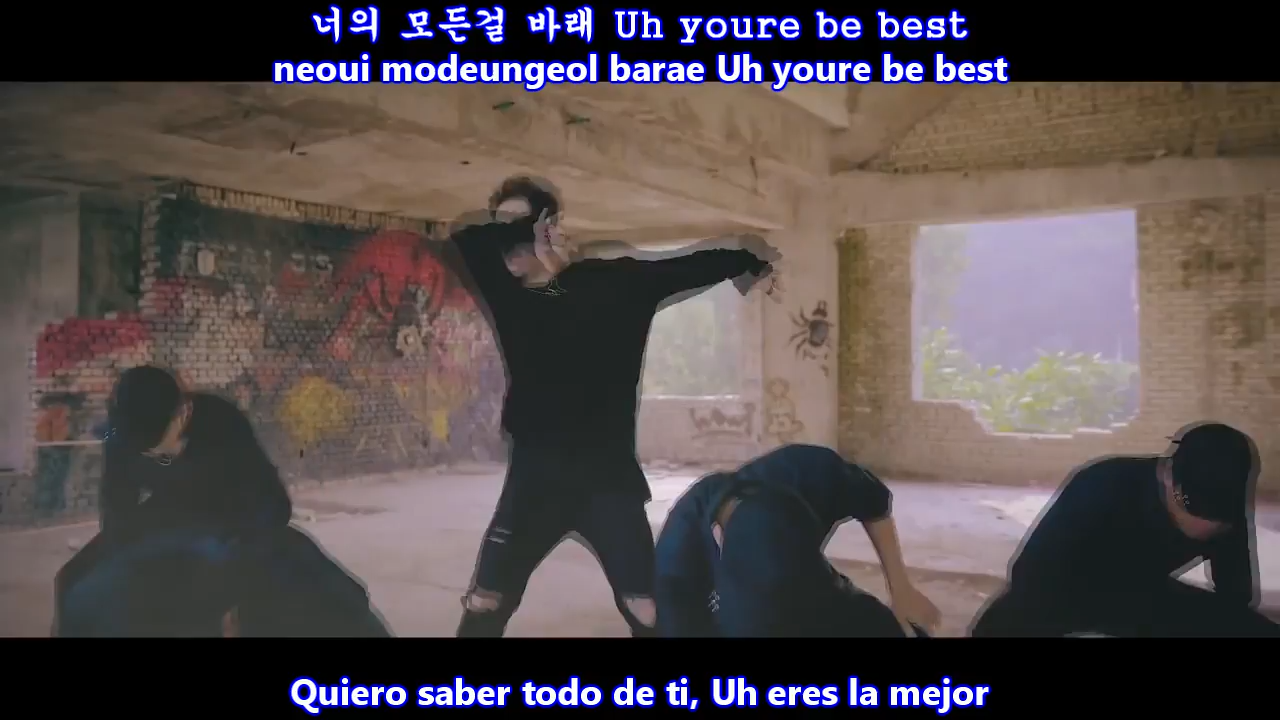 너의 모든걸 바래 Uh youre be best
neoui modeungeol barae Uh youre be best
Quiero saber todo de ti, Uh eres la mejor